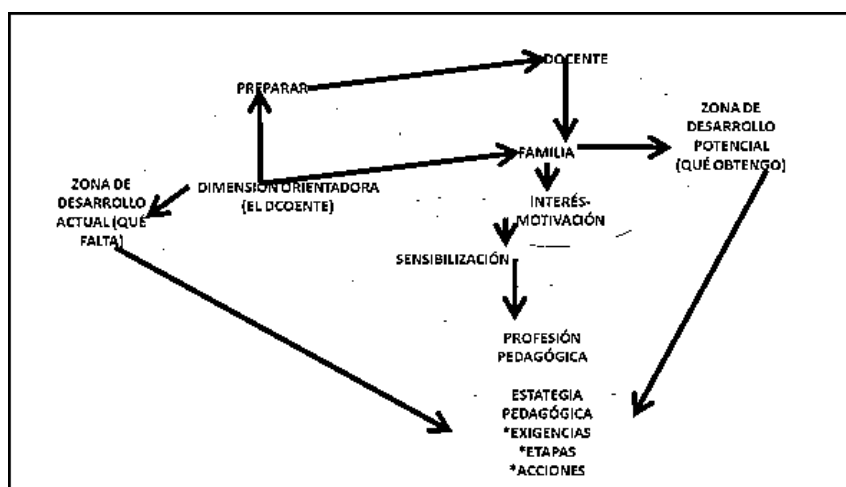 DOCENTE
PREPARAR
ZONA DE
DESARROLLO
POTENCIAL
(QUÉ OBTENGO)
FAMILIA
ZONA DE
DESARROLLO
ACTUAL (QUÉ
FALTA)
DIMENSIÓN ORIENTADORA
(EL DCOENTE)
INTERÉS-
MOTIVACIÓN
SENSIBILIZACIÓN
PROFESIÓN
PEDAGÓGICA
ESTATEGIA
PEDAGÓGICA
*EXIGENCIAS
*ETAPAS
*ACCIONES